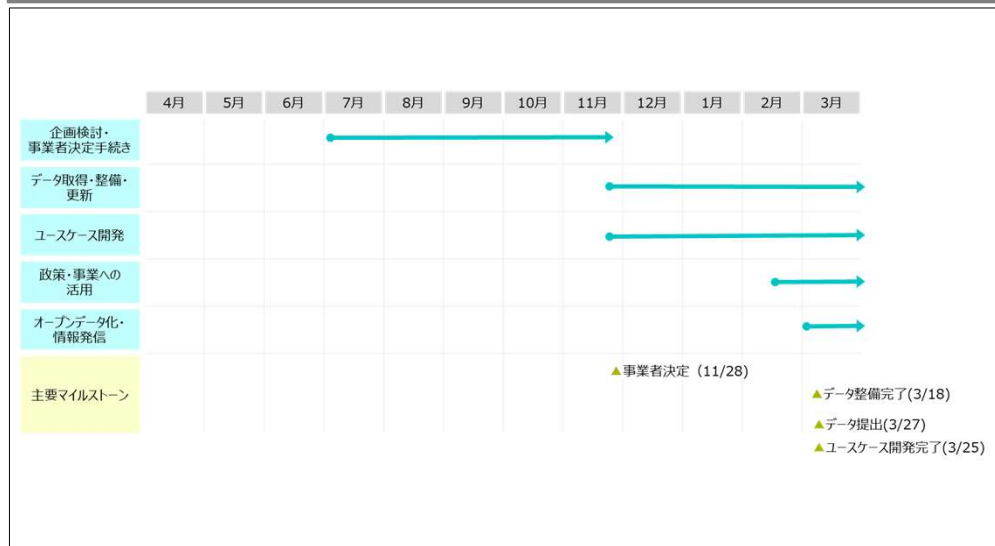 4月 5月 6月 7月 8月 9月 10月 11月 12月 1月 2月 3月
企画検討・
事業者決定手続き
データ取得・整備・
更新
ユースケース開発
政策・事業への
活用
オープンデータ化・
情報発信
主要マイルストーン
▲事業者決定（11/28）
▲データ整備完了(3/18)
▲データ提出(3/27)
▲ユースケース開発完了(3/25)